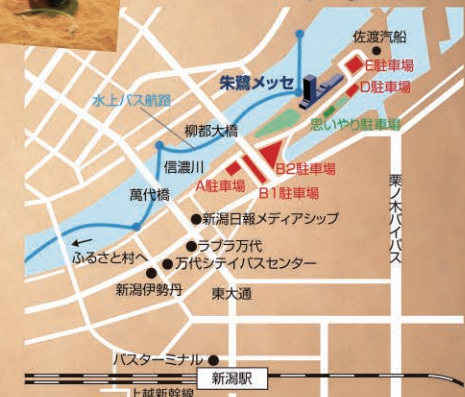 佐渡汽船
E駐車場
朱鷺メッセ
D駐車場
水上バス航路
思いやり駐車場
柳都大橋
信濃川
B2駐車場
A駐車場
B1駐車場
萬代橋
栗ノ木バイパス
新潟日報メディアシップ
ラブラ万代
ふるさと村へ
万代シテイバスセンター
新潟伊勢丹
東大通
バスターミナル
新潟駅
上越新幹線